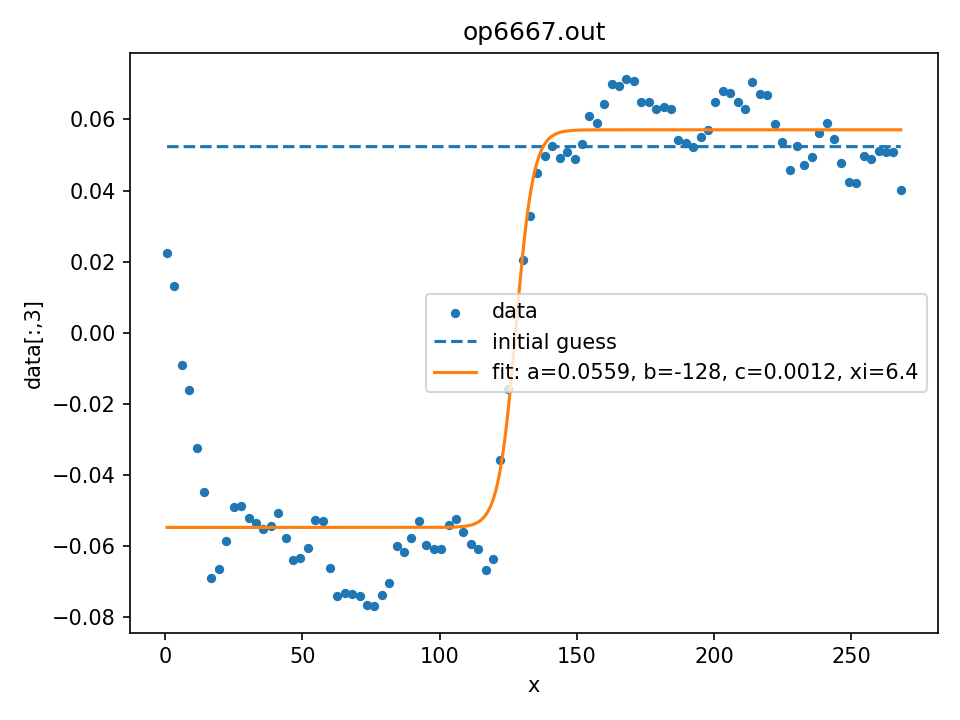 op6667.out
data[:,3]
0.06
0.04
0.02
0.00
−0.02
−0.04
−0.06
−0.08
data
initial guess
fit: a=0.0559, b=-128, c=0.0012, xi=6.4
0 50 100 150 200 250
x